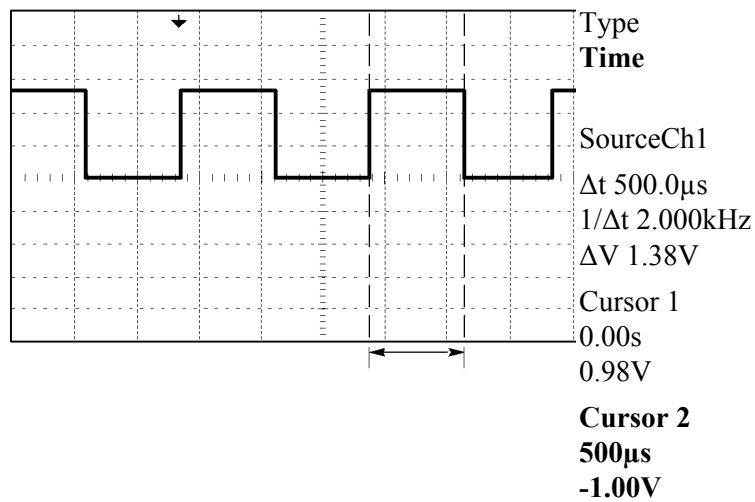 Type
Time
SourceCh1
Δt 500.0µs
1/Δt 2.000kHz
ΔV 1.38V
Cursor 1
0.00s
0.98V
Cursor 2
500µs
-1.00V